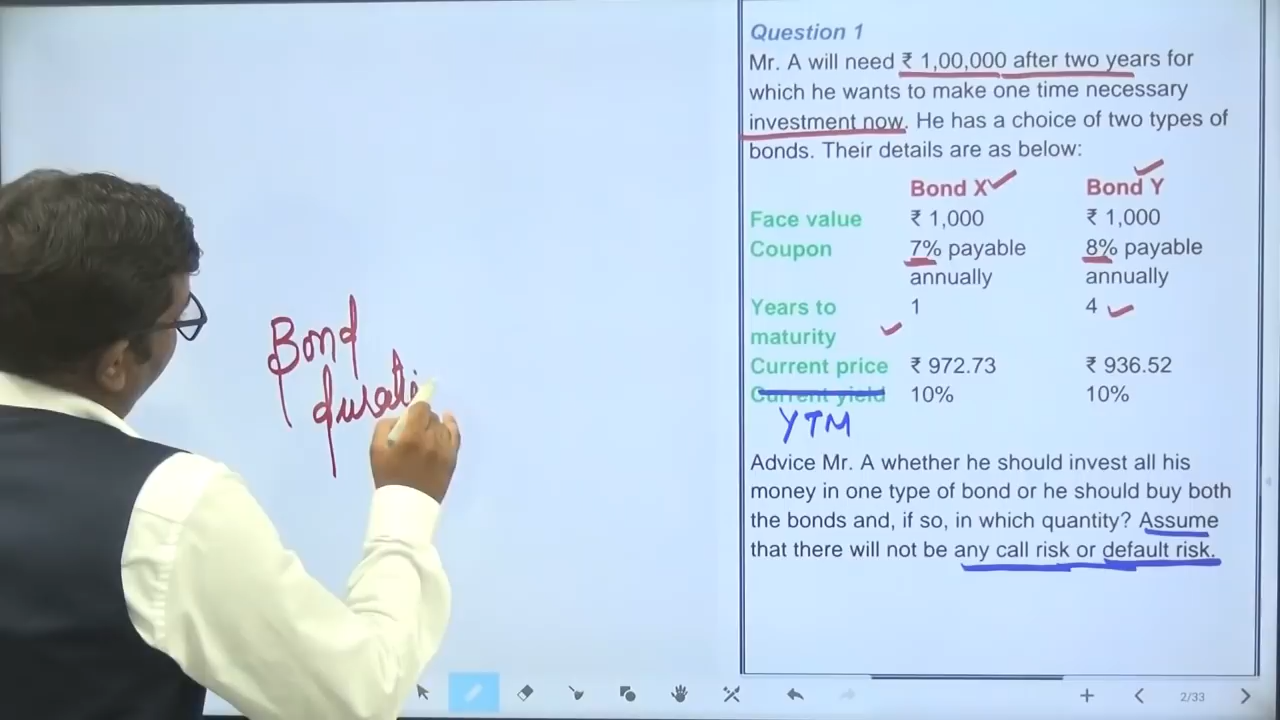 Question 1
Mr. A will need ₹ 1,00,000 after two years for
which he wants to make one time necessary
investment now. He has a choice of two types of
bonds. Their details are as below:
Bond X Bond Y
Face value ₹ 1,000 ₹ 1,000
Coupon 7% payable 8% payable
annually annually
Years to 1 4
maturity
Current price ₹ 972.73 ₹ 936.52
Current yield 10% 10%
YTM
Advice Mr. A whether he should invest all his
money in one type of bond or he should buy both
the bonds and, if so, in which quantity? Assume
that there will not be any call risk or default risk.
Bond
durati
2/33